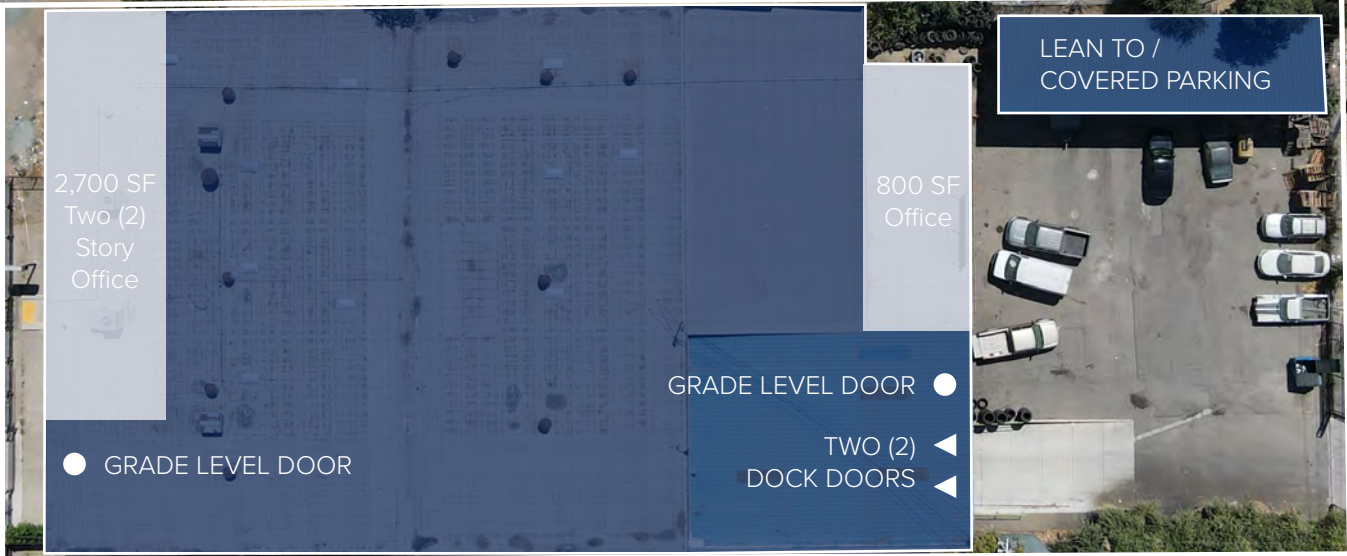 LEAN TO /
COVERED PARKING
2,700 SF
Two (2)
Story
Office
800 SF
Office
GRADE LEVEL DOOR
TWO (2)
DOCK DOORS
GRADE LEVEL DOOR